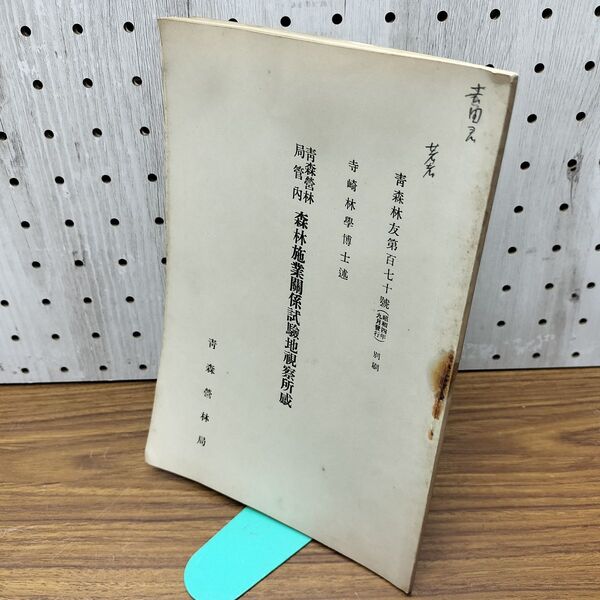 青森林友第百七十號(昭和四年九月發行)別刷
寺崎林學博士述
青森營林局管內 森林施業關係試驗地視察所感
青森營林局